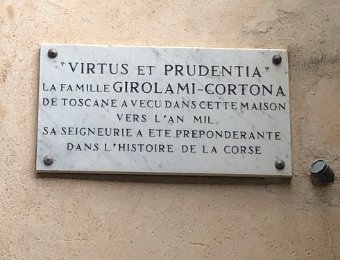 "VIRTUS ET PRUDENTIA"
LA FAMILLE GIROLAMI-CORTONA
DE TOSCANE A VECU DANS CETTE MAISON
VERS L'AN MIL
SA SEIGNEURIE A ETE PREPONDERANTE
DANS L'HISTOIRE DE LA CORSE